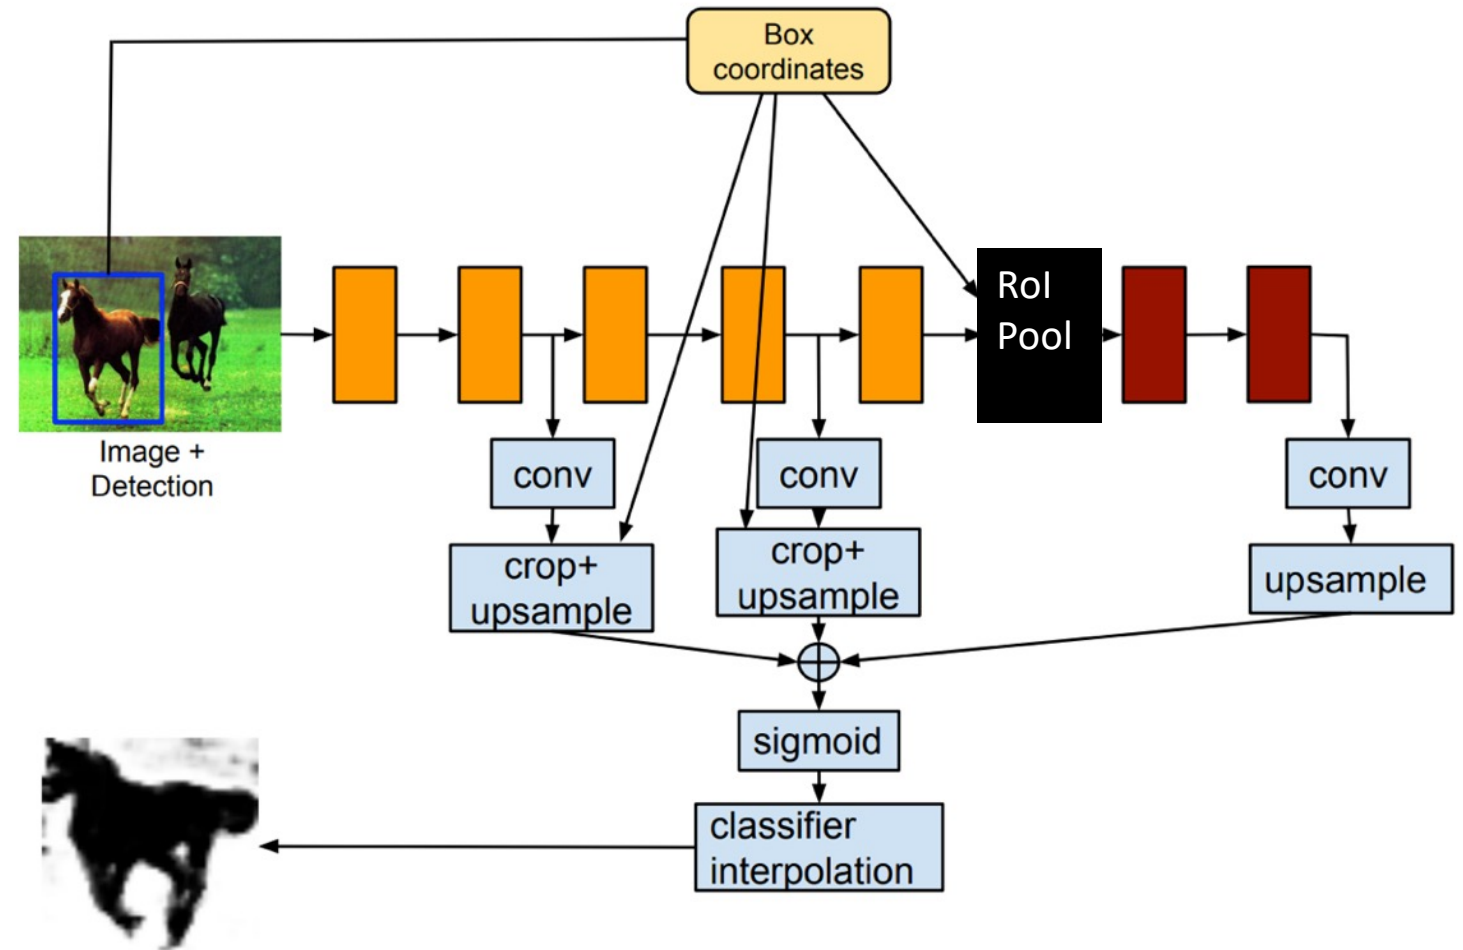 Box
coordinates
RoI
Pool
Image +
Detection
conv
conv
conv
crop+
upsample
crop+
upsample
upsample
sigmoid
classifier
interpolation